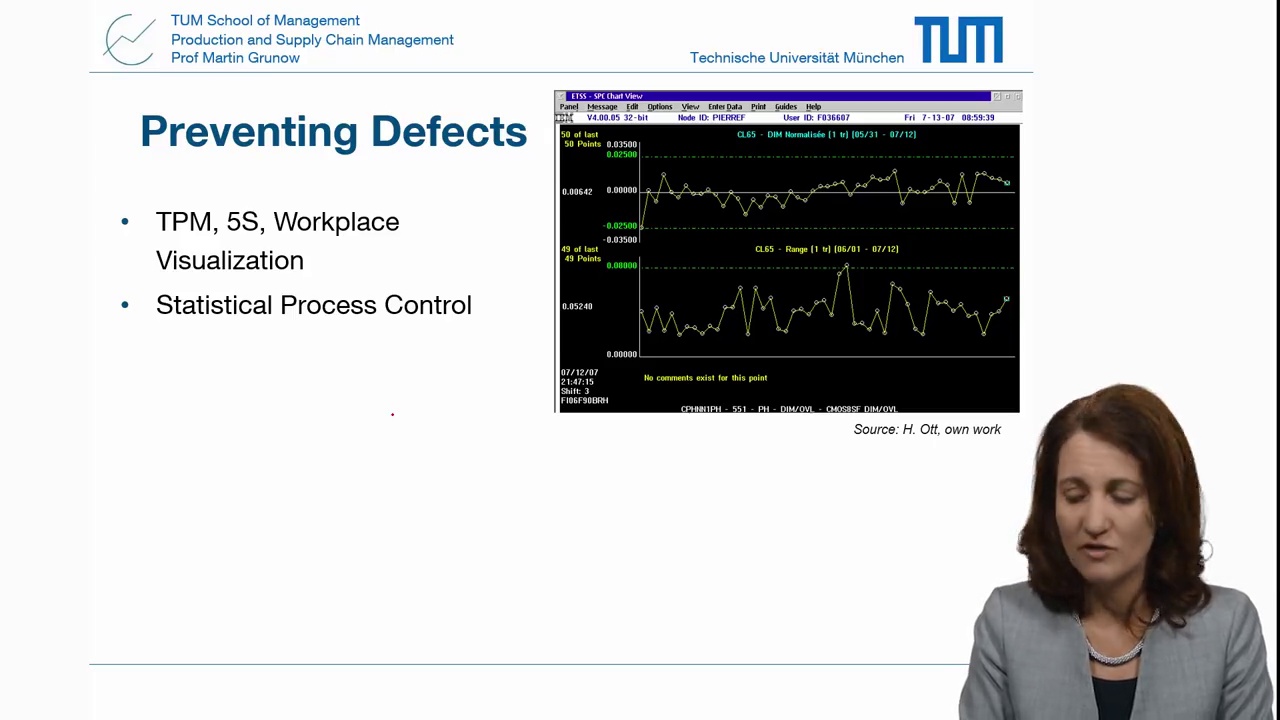 TUM School of Management
Production and Supply Chain Management
Prof Martin Grunow
Technische Universität München
TUM
Preventing Defects
• TPM, 5S, Workplace
Visualization
• Statistical Process Control
ETSS - SPC Chart View
Panel Message Edit Options View Enter Data Print Guides Help
IBM V4.00.05 32-bit Node ID: PIERREF User ID: F036607 Fri 7-13-07 08:59:39
50 of last
50 Points
CL65 - DIM Normalisée [1 tr] [05/31 - 07/12]
0.03500
0.02500
0.00642
0.00000
-0.02500
-0.03500
49 of last
49 Points
CL65 - Range [1 tr] [06/01 - 07/12]
0.08000
0.05240
0.00000
07/12/07
21:47:15
Shift: 3
FI06F90BRH
No comments exist for this point
CPHNN1PH - 551 - PH - DIM/OVL - CMOS8SF DIM/OVL
Source: H. Ott, own work